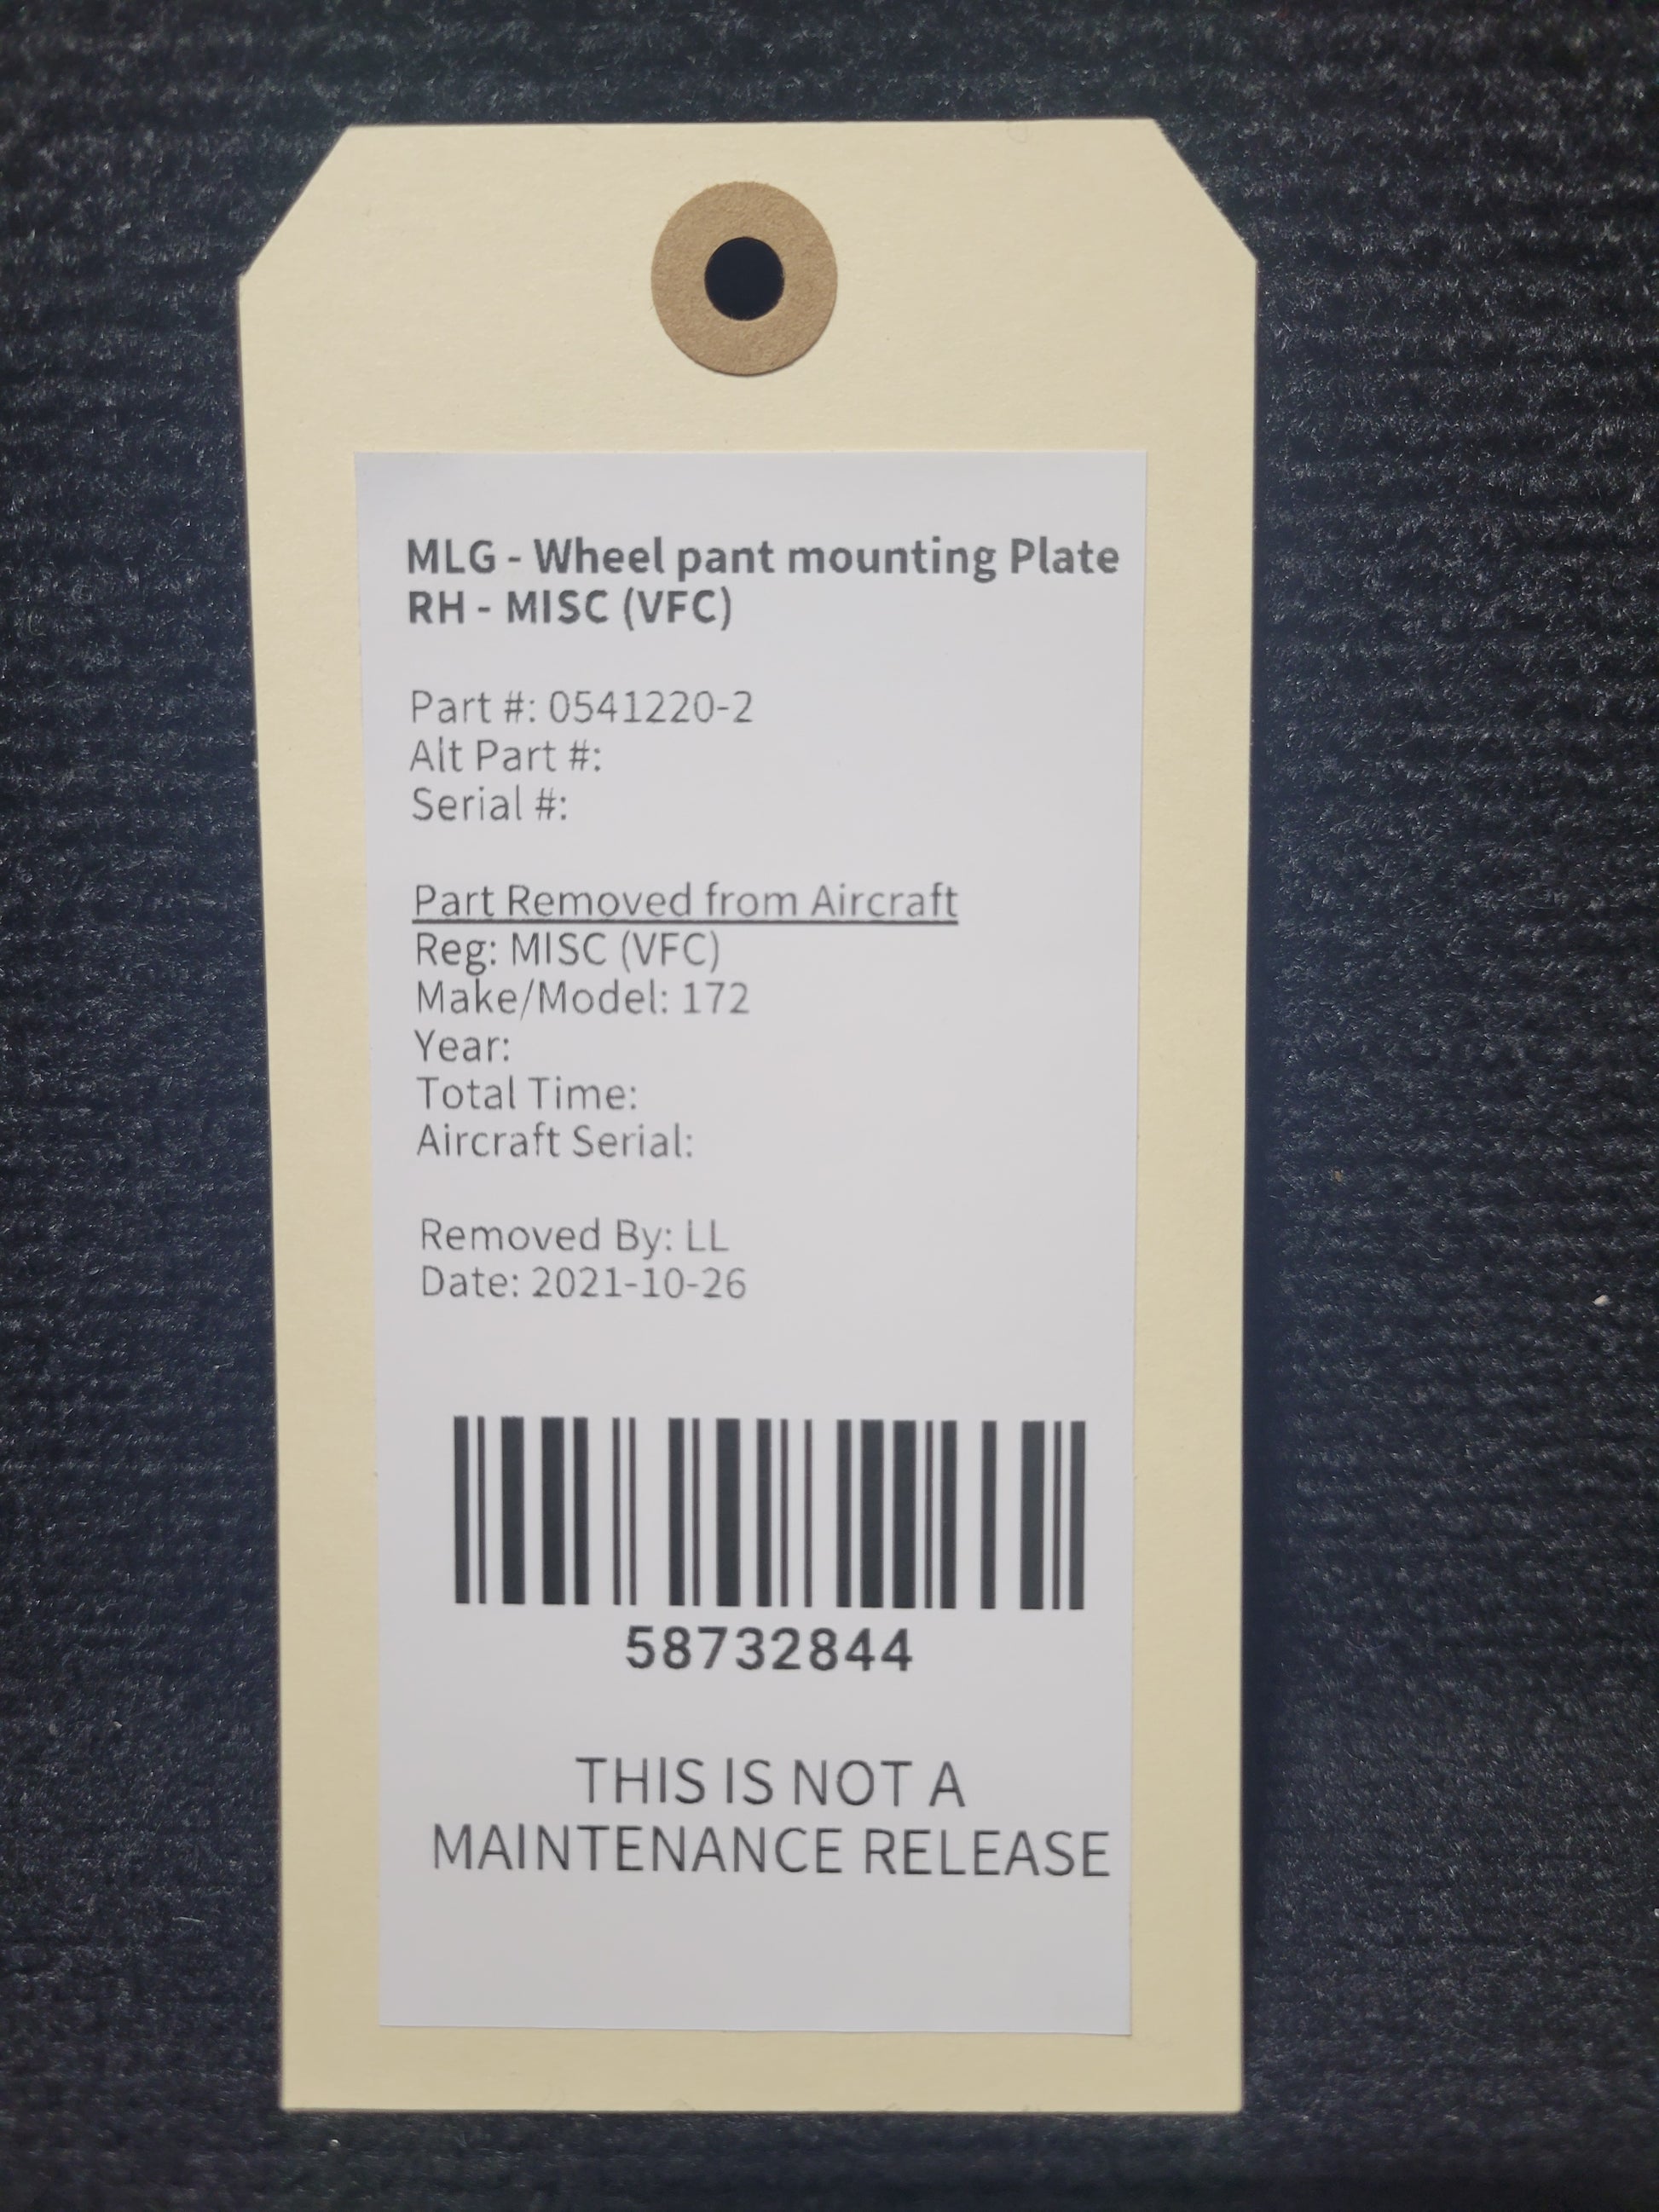 MLG - Wheel pant mounting Plate
RH - MISC (VFC)
Part #: 0541220-2
Alt Part #:
Serial #:
Part Removed from Aircraft
Reg: MISC (VFC)
Make/Model: 172
Year:
Total Time:
Aircraft Serial:
Removed By: LL
Date: 2021-10-26
58732844
THIS IS NOT A
MAINTENANCE RELEASE